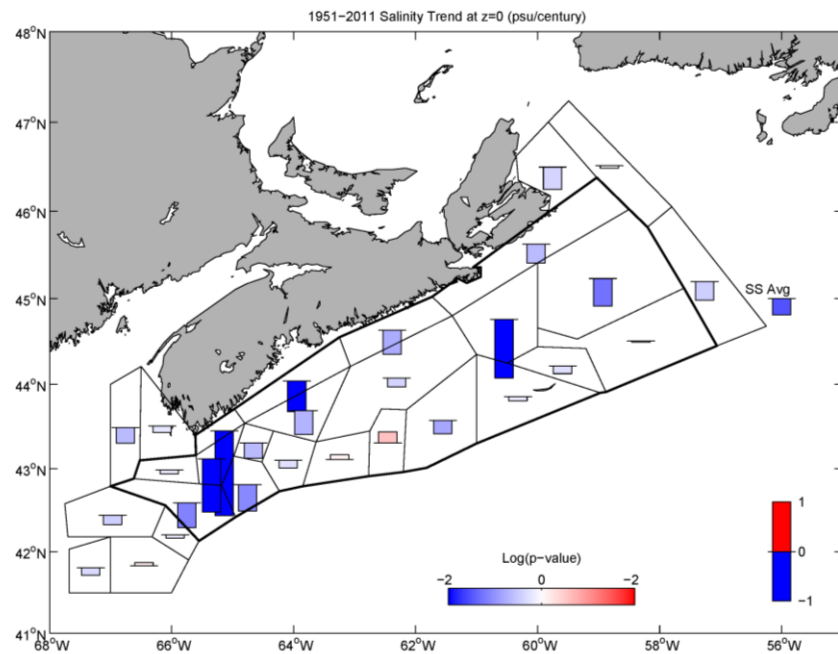 1951−2011 Salinity Trend at z=0 (psu/century)
48°N
47°N
46°N
45°N
44°N
43°N
42°N
41°N
SS Avg
Log(p−value)
−2 0 −2
1
0
−1
68°W 66°W 64°W 62°W 60°W 58°W 56°W